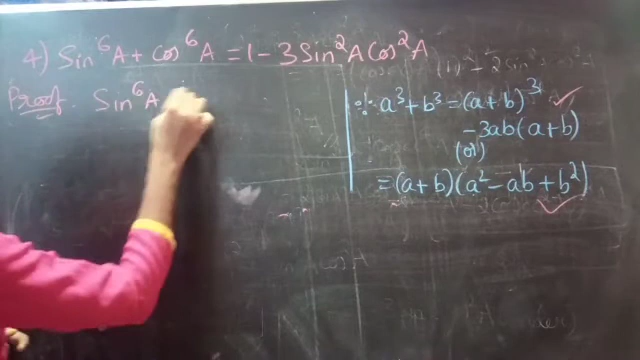 4) Sin⁶A + Cos⁶A = 1 - 3Sin²A Cos²A
Proof. Sin⁶A
∵ a³ + b³ = (a+b)³ ✓
-3ab(a+b)
(or)
= (a+b)(a² - ab + b²) ✓